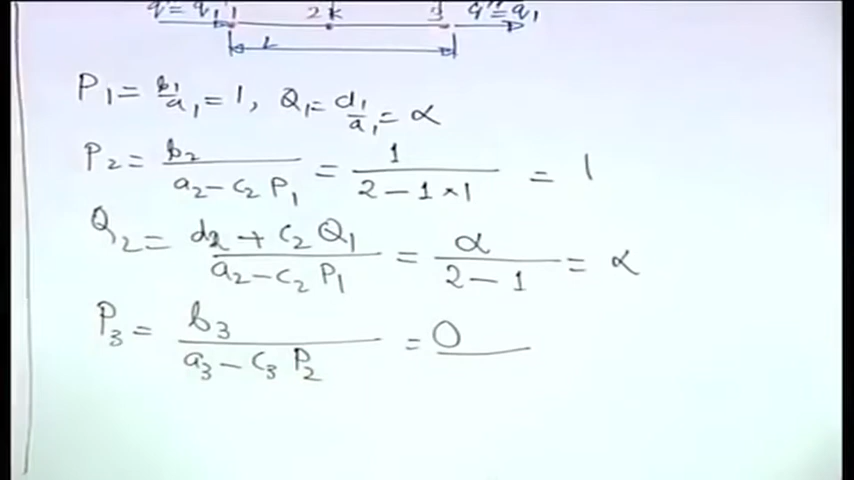 q = q₁ 1 2 k 3 q" = q₁
L
P₁ = b₁/a₁ = 1, Q₁ = d₁/a₁ = α
P₂ = b₂/(a₂ − c₂ P₁) = 1/(2 − 1 × 1) = 1
Q₂ = (d₂ + c₂ Q₁)/(a₂ − c₂ P₁) = α/(2 − 1) = α
P₃ = b₃/(a₃ − c₃ P₂) = 0